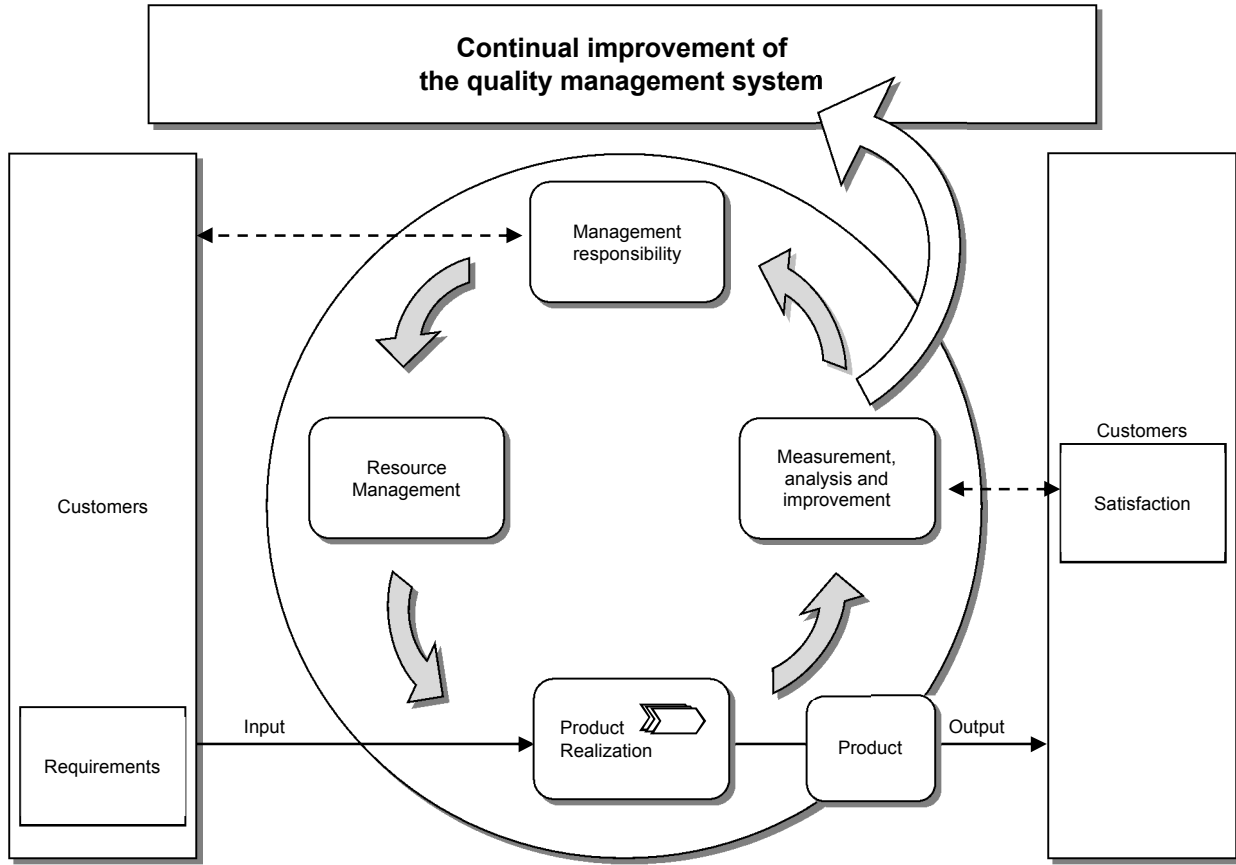 Continual improvement of
the quality management system
Management
responsibility
Resource
Management
Measurement,
analysis and
improvement
Customers
Customers
Satisfaction
Requirements
Input
Product
Realization
Product
Output